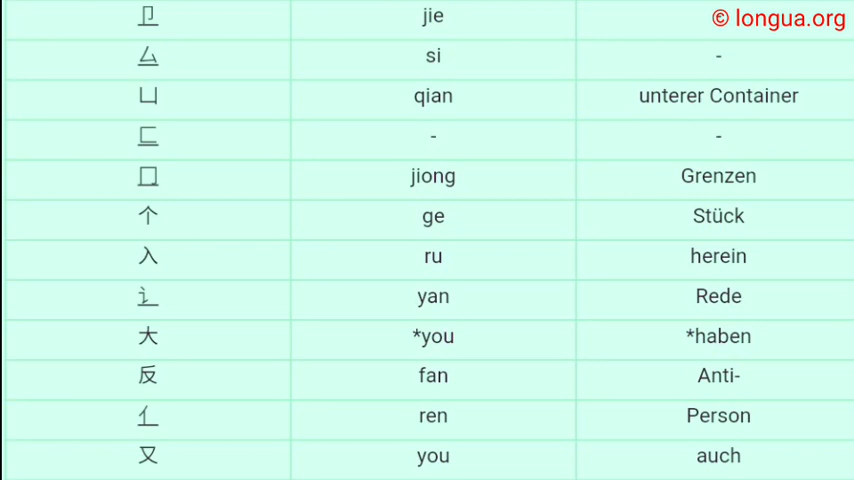 卩 jie © longua.org
厶 si -
凵 qian unterer Container
匚 - -
冂 jiong Grenzen
个 ge Stück
入 ru herein
讠 yan Rede
大 *you *haben
反 fan Anti-
亻 ren Person
又 you auch